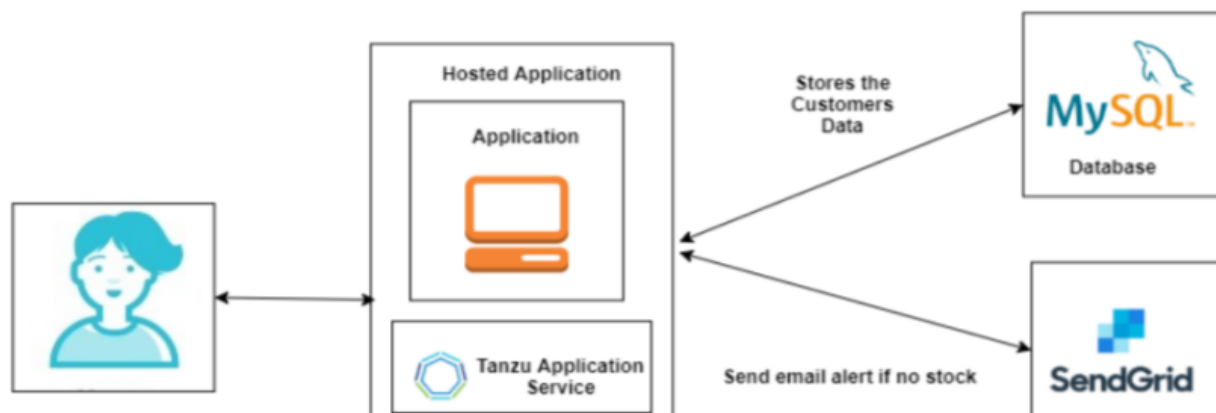 Hosted Application
Application
Tanzu Application
Service
Stores the
Customers
Data
MySQL
Database
Send email alert if no stock
SendGrid